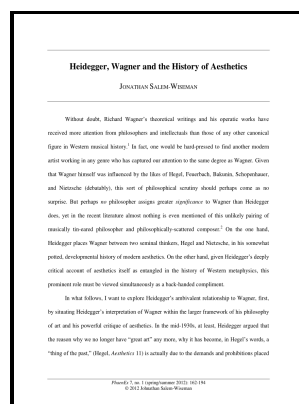 Heidegger, Wagner and the History of Aesthetics
JONATHAN SALEM-WISEMAN
Without doubt, Richard Wagner's theoretical writings and his operatic works have
received more attention from philosophers and intellectuals than those of any other canonical
figure in Western musical history.1 In fact, one would be hard-pressed to find another modern
artist working in any genre who has captured our attention to the same degree as Wagner. Given
that Wagner himself was influenced by the likes of Hegel, Feuerbach, Bakunin, Schopenhauer,
and Nietzsche (debatably), this sort of philosophical scrutiny should perhaps come as no
surprise. But perhaps no philosopher assigns greater significance to Wagner than Heidegger
does, yet in the recent literature almost nothing is even mentioned of this unlikely pairing of
musically tin-eared philosopher and philosophically-scattered composer.2 On the one hand,
Heidegger places Wagner between two seminal thinkers, Hegel and Nietzsche, in his somewhat
potted, developmental history of modern aesthetics. On the other hand, given Heidegger's deeply
critical account of aesthetics itself as entangled in the history of Western metaphysics, this
prominent role must be viewed simultaneously as a back-handed compliment.
In what follows, I want to explore Heidegger's ambivalent relationship to Wagner, first,
by situating Heidegger's interpretation of Wagner within the larger framework of his philosophy
of art and his powerful critique of aesthetics. In the mid-1930s, at least, Heidegger argued that
the reason why we no longer have "great art" any more, why it has become, in Hegel's words, a
"thing of the past," (Hegel, Aesthetics 11) is actually due to the demands and prohibitions placed
PhaenEx 7, no. 1 (spring/summer 2012): 162-194
© 2012 Johnathan Salem-Wiseman